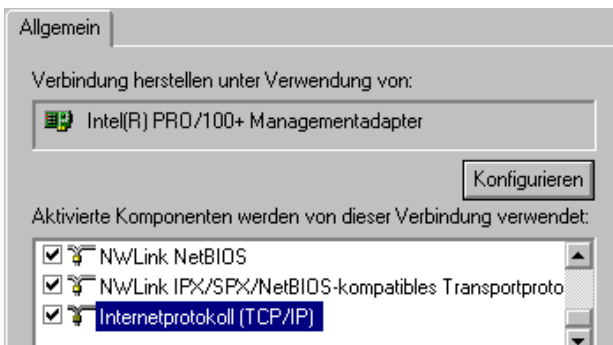 Allgemein
Verbindung herstellen unter Verwendung von:
Intel(R) PRO/100+ Managementadapter
Konfigurieren
Aktivierte Komponenten werden von dieser Verbindung verwendet:
NWLink NetBIOS
NWLink IPX/SPX/NetBIOS-kompatibles Transportproto
Internetprotokoll (TCP/IP)